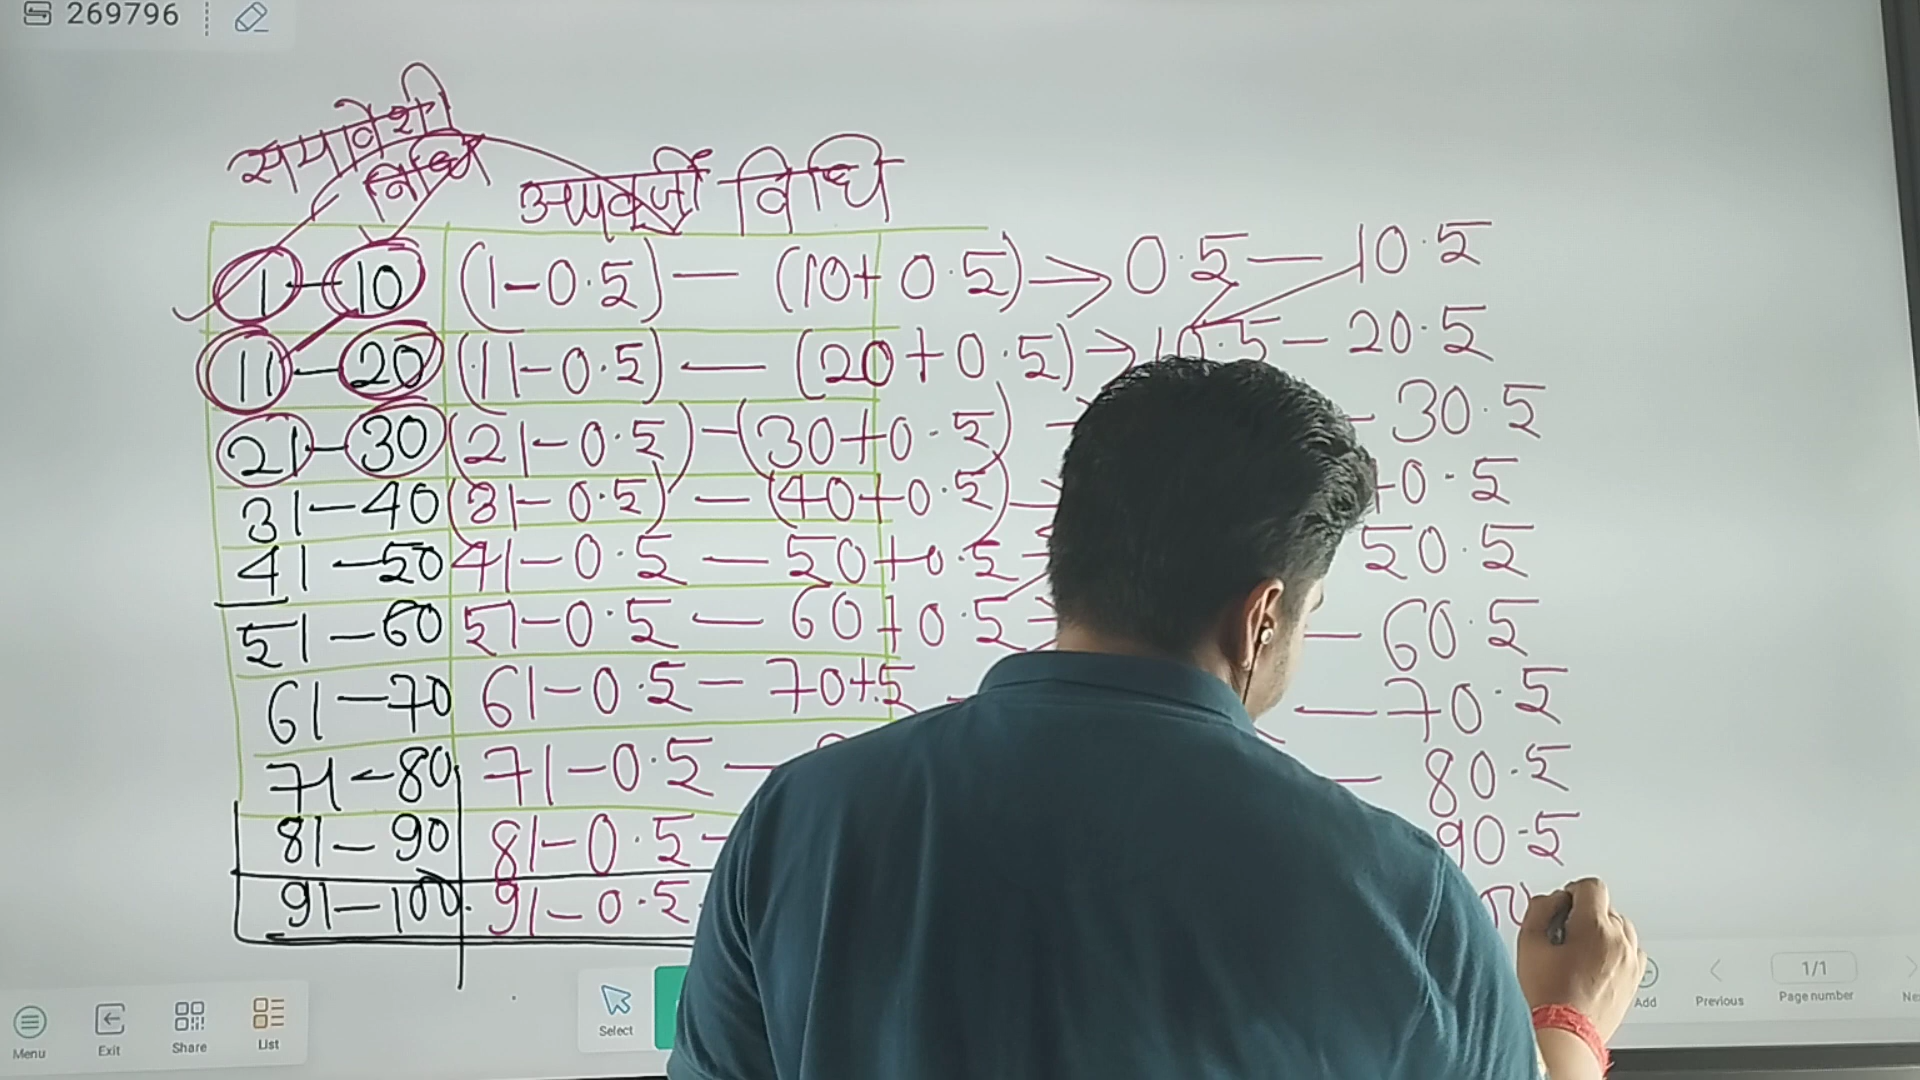 269796
समावेशी
विधि
अपवर्जी विधि
1-10 (1-0.5) — (10+0.5) → 0.5 — 10.5
11-20 (11-0.5) — (20+0.5) → 10.5 — 20.5
21-30 (21-0.5) - (30+0.5) - 30.5
31-40 (31-0.5) — (40+0.5) 0.5
41-50 41-0.5 — 50+0.5 50.5
51-60 51-0.5 — 60+0.5 — 60.5
61-70 61-0.5 - 70+.5 — 70.5
71-80 71-0.5 — — 80.5
81-90 81-0.5 - 90.5
91-100 91-0.5
Menu Exit Share List Select Add Previous 1/1 Page number